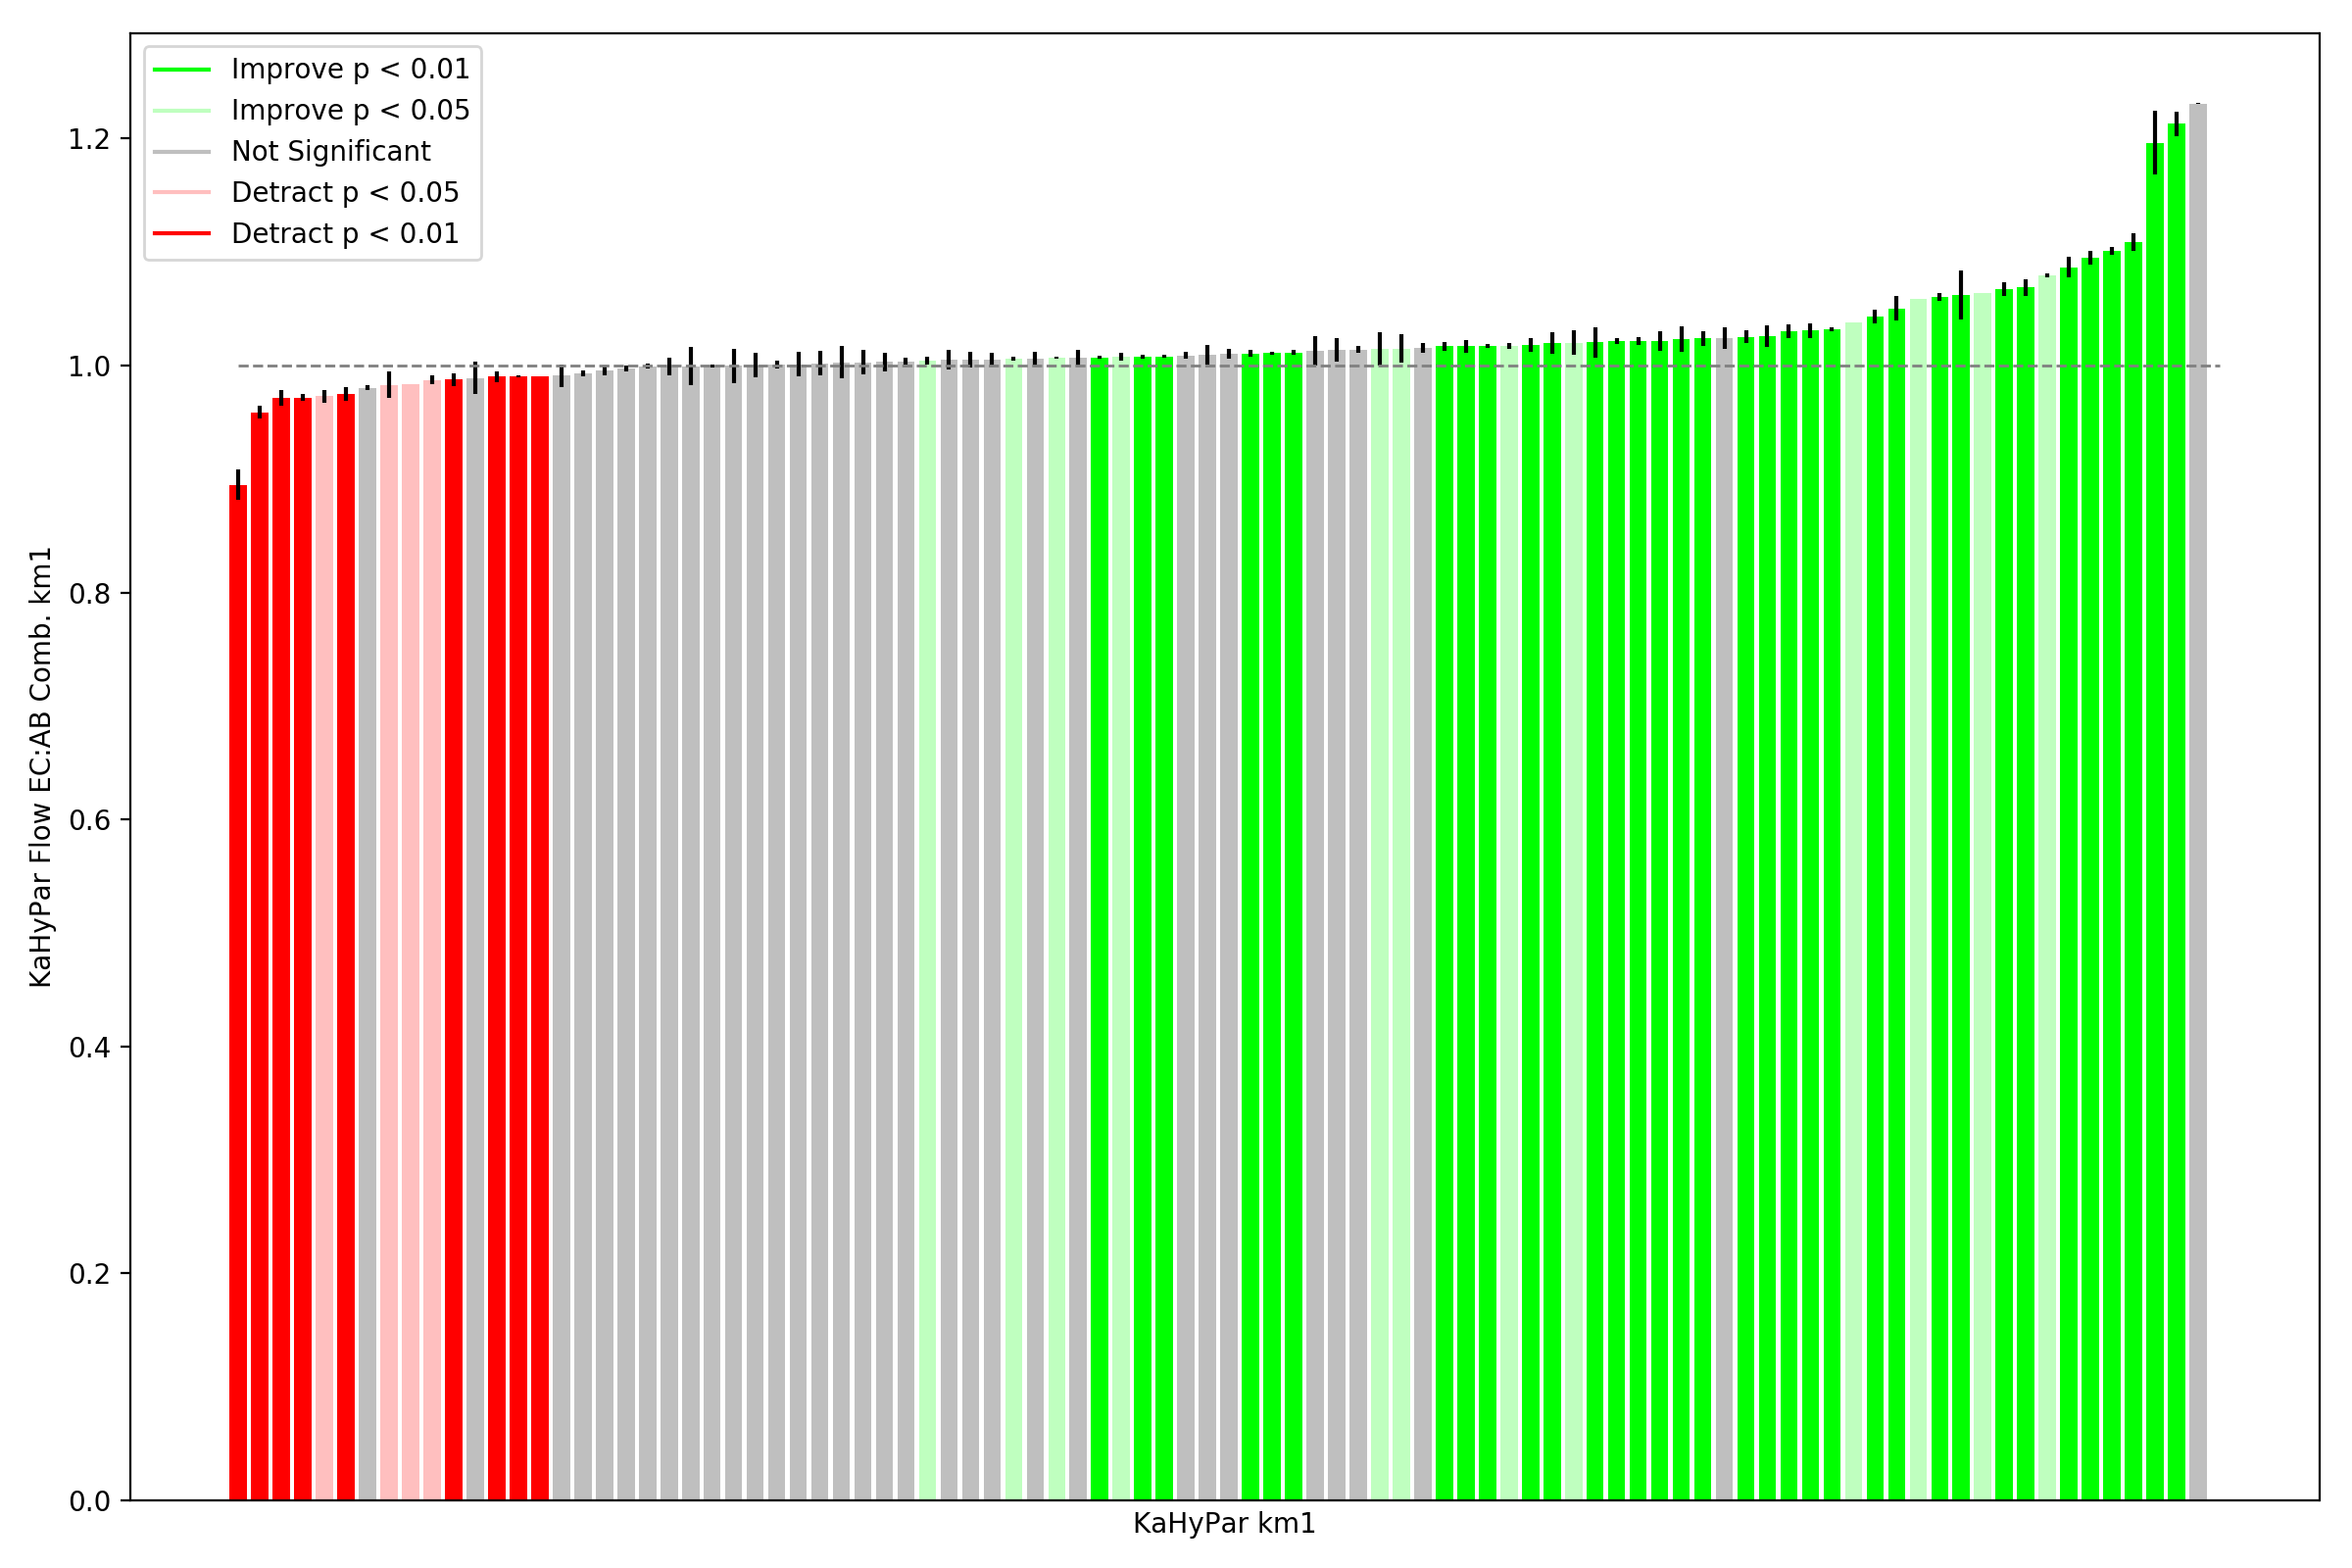 Improve p < 0.01
Improve p < 0.05
Not Significant
Detract p < 0.05
Detract p < 0.01
1.2
1.0
0.8
0.6
0.4
0.2
0.0
KaHyPar Flow EC:AB Comb. km1
KaHyPar km1